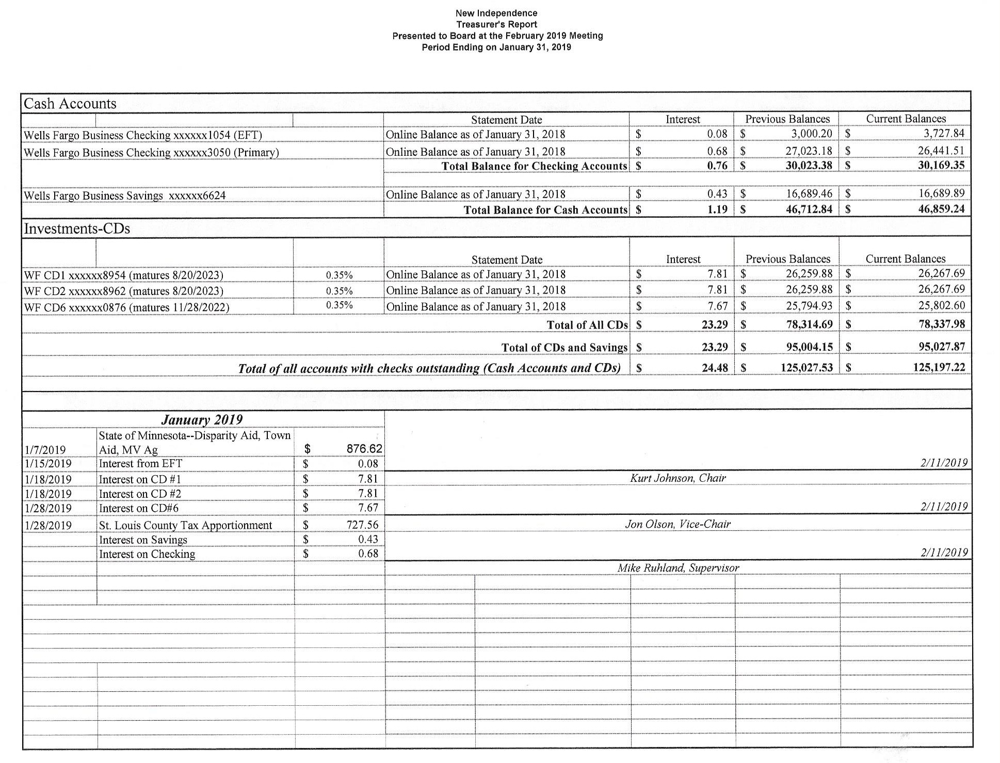 New Independence
Treasurer's Report
Presented to Board at the February 2019 Meeting
Period Ending on January 31, 2019
Cash Accounts
Statement Date Interest Previous Balances Current Balances
Wells Fargo Business Checking xxxxxx1054 (EFT) Online Balance as of January 31, 2018 $ 0.08 $ 3,000.20 $ 3,727.84
Wells Fargo Business Checking xxxxxx3050 (Primary) Online Balance as of January 31, 2018 $ 0.68 $ 27,023.18 $ 26,441.51
Total Balance for Checking Accounts $ 0.76 $ 30,023.38 $ 30,169.35
Wells Fargo Business Savings xxxxxx6624 Online Balance as of January 31, 2018 $ 0.43 $ 16,689.46 $ 16,689.89
Total Balance for Cash Accounts $ 1.19 $ 46,712.84 $ 46,859.24
Investments-CDs
Statement Date Interest Previous Balances Current Balances
WF CD1 xxxxxx8954 (matures 8/20/2023) 0.35% Online Balance as of January 31, 2018 $ 7.81 $ 26,259.88 $ 26,267.69
WF CD2 xxxxxx8962 (matures 8/20/2023) 0.35% Online Balance as of January 31, 2018 $ 7.81 $ 26,259.88 $ 26,267.69
WF CD6 xxxxxx0876 (matures 11/28/2022) 0.35% Online Balance as of January 31, 2018 $ 7.67 $ 25,794.93 $ 25,802.60
Total of All CDs $ 23.29 $ 78,314.69 $ 78,337.98
Total of CDs and Savings $ 23.29 $ 95,004.15 $ 95,027.87
Total of all accounts with checks outstanding (Cash Accounts and CDs) $ 24.48 $ 125,027.53 $ 125,197.22
January 2019
State of Minnesota--Disparity Aid, Town
1/7/2019 Aid, MV Ag $ 876.62
1/15/2019 Interest from EFT $ 0.08 2/11/2019
1/18/2019 Interest on CD #1 $ 7.81 Kurt Johnson, Chair
1/18/2019 Interest on CD #2 $ 7.81
1/28/2019 Interest on CD#6 $ 7.67 2/11/2019
1/28/2019 St. Louis County Tax Apportionment $ 727.56 Jon Olson, Vice-Chair
Interest on Savings $ 0.43
Interest on Checking $ 0.68 2/11/2019
Mike Ruhland, Supervisor